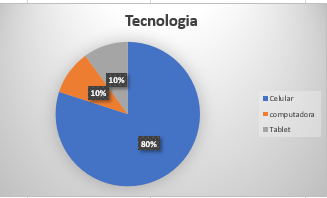 Tecnologia
10%
10%
80%
Celular
computadora
Tablet